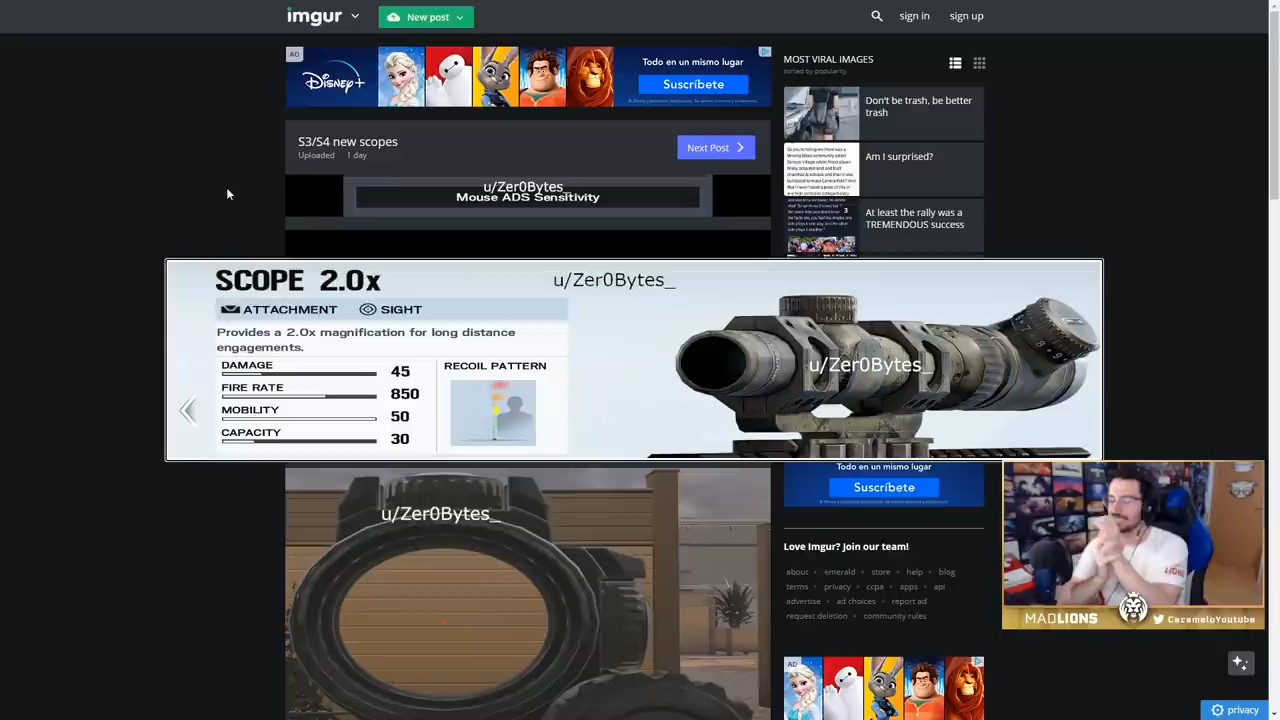 imgur
New post
sign in
sign up
AD
Disney+
Todo en un mismo lugar
Suscríbete
MOST VIRAL IMAGES
sorted by popularity
Don't be trash, be better
trash
Am I surprised?
3
At least the rally was a
TREMENDOUS success
S3/S4 new scopes
Uploaded
Next Post
u/Zer0Bytes_
Mouse ADS Sensitivity
SCOPE 2.0x
u/Zer0Bytes_
ATTACHMENT
SIGHT
Provides a 2.0x magnification for long distance
engagements.
DAMAGE
45
FIRE RATE
850
MOBILITY
50
CAPACITY
30
RECOIL PATTERN
u/Zer0Bytes_
7 8 9
u/Zer0Bytes_
Todo en un mismo lugar
Suscríbete
Love Imgur? Join our team!
about
emerald
store
help
blog
terms
privacy
ccpa
apps
api
advertise
ad choices
report ad
request deletion
community rules
AD
LIONS
MADLIONS
CarameloYoutube
privacy